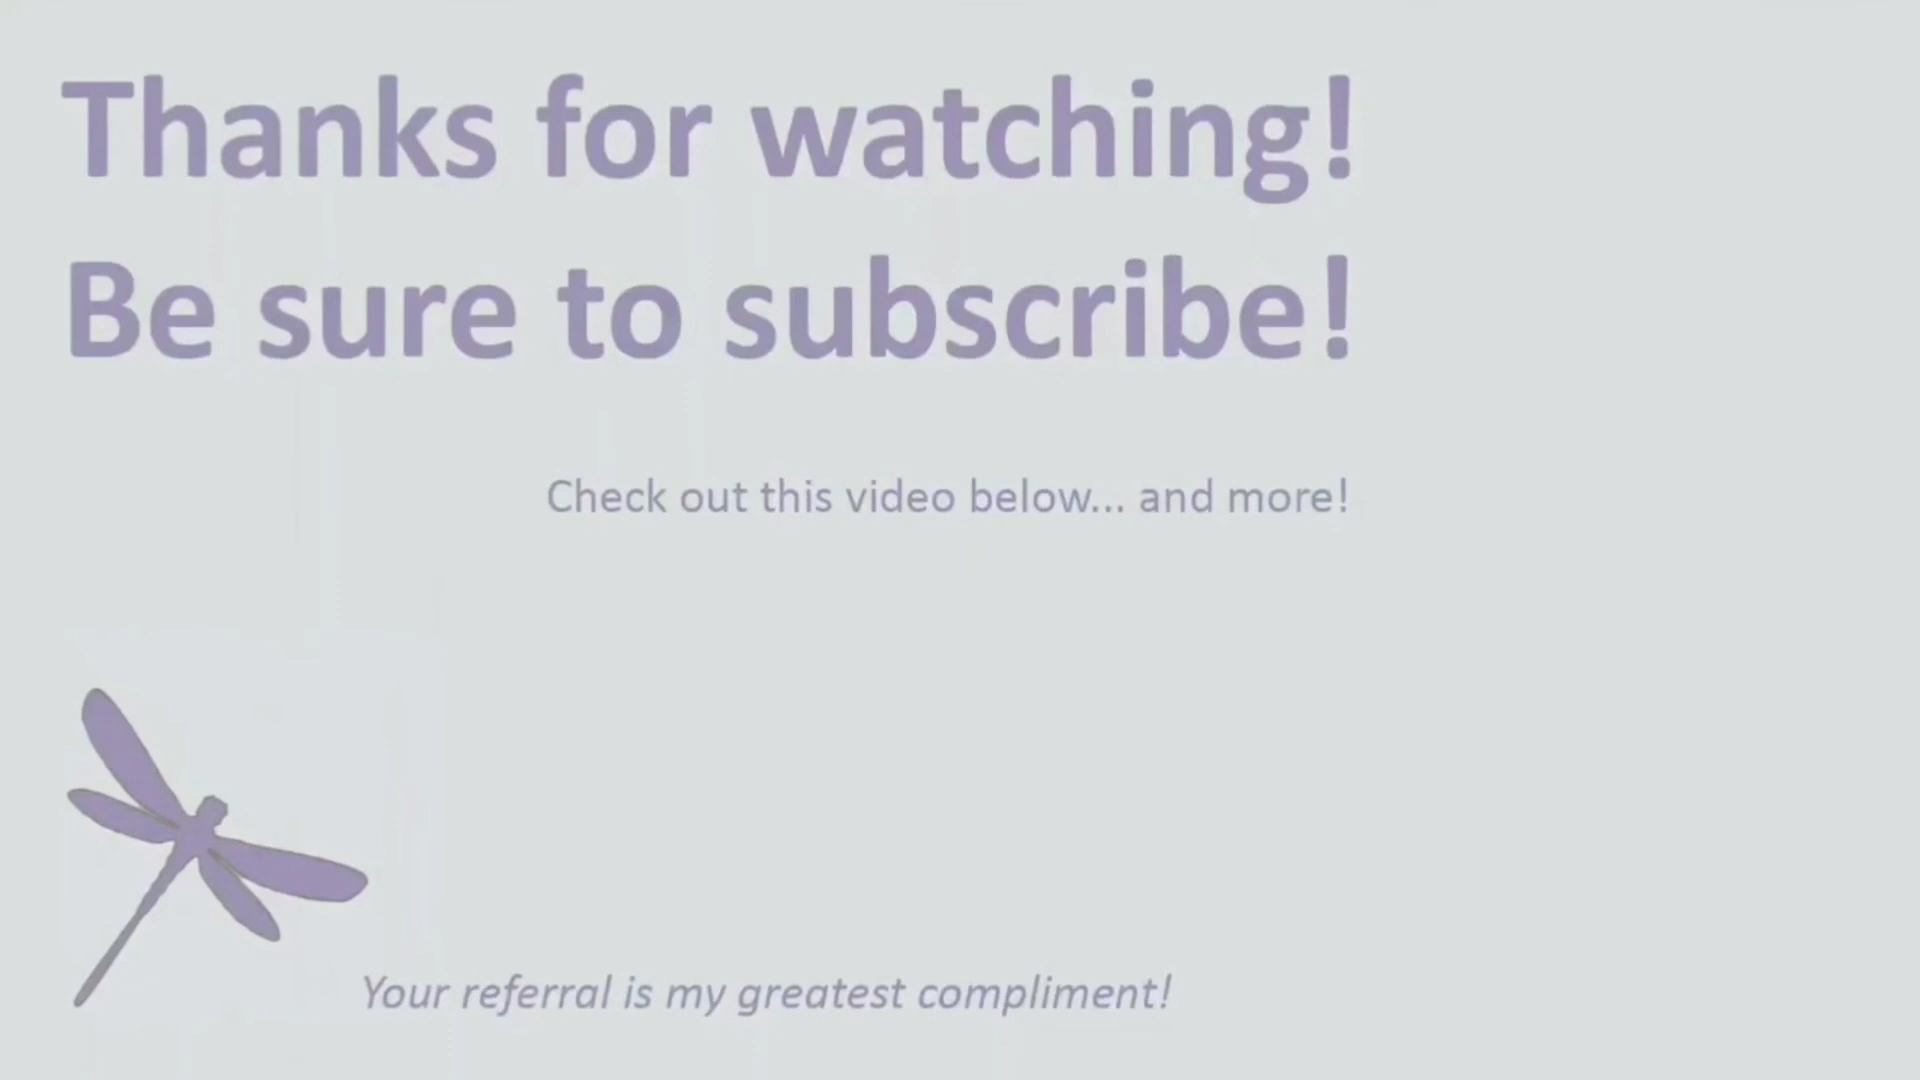 Thanks for watching!
Be sure to subscribe!
Check out this video below... and more!
Your referral is my greatest compliment!